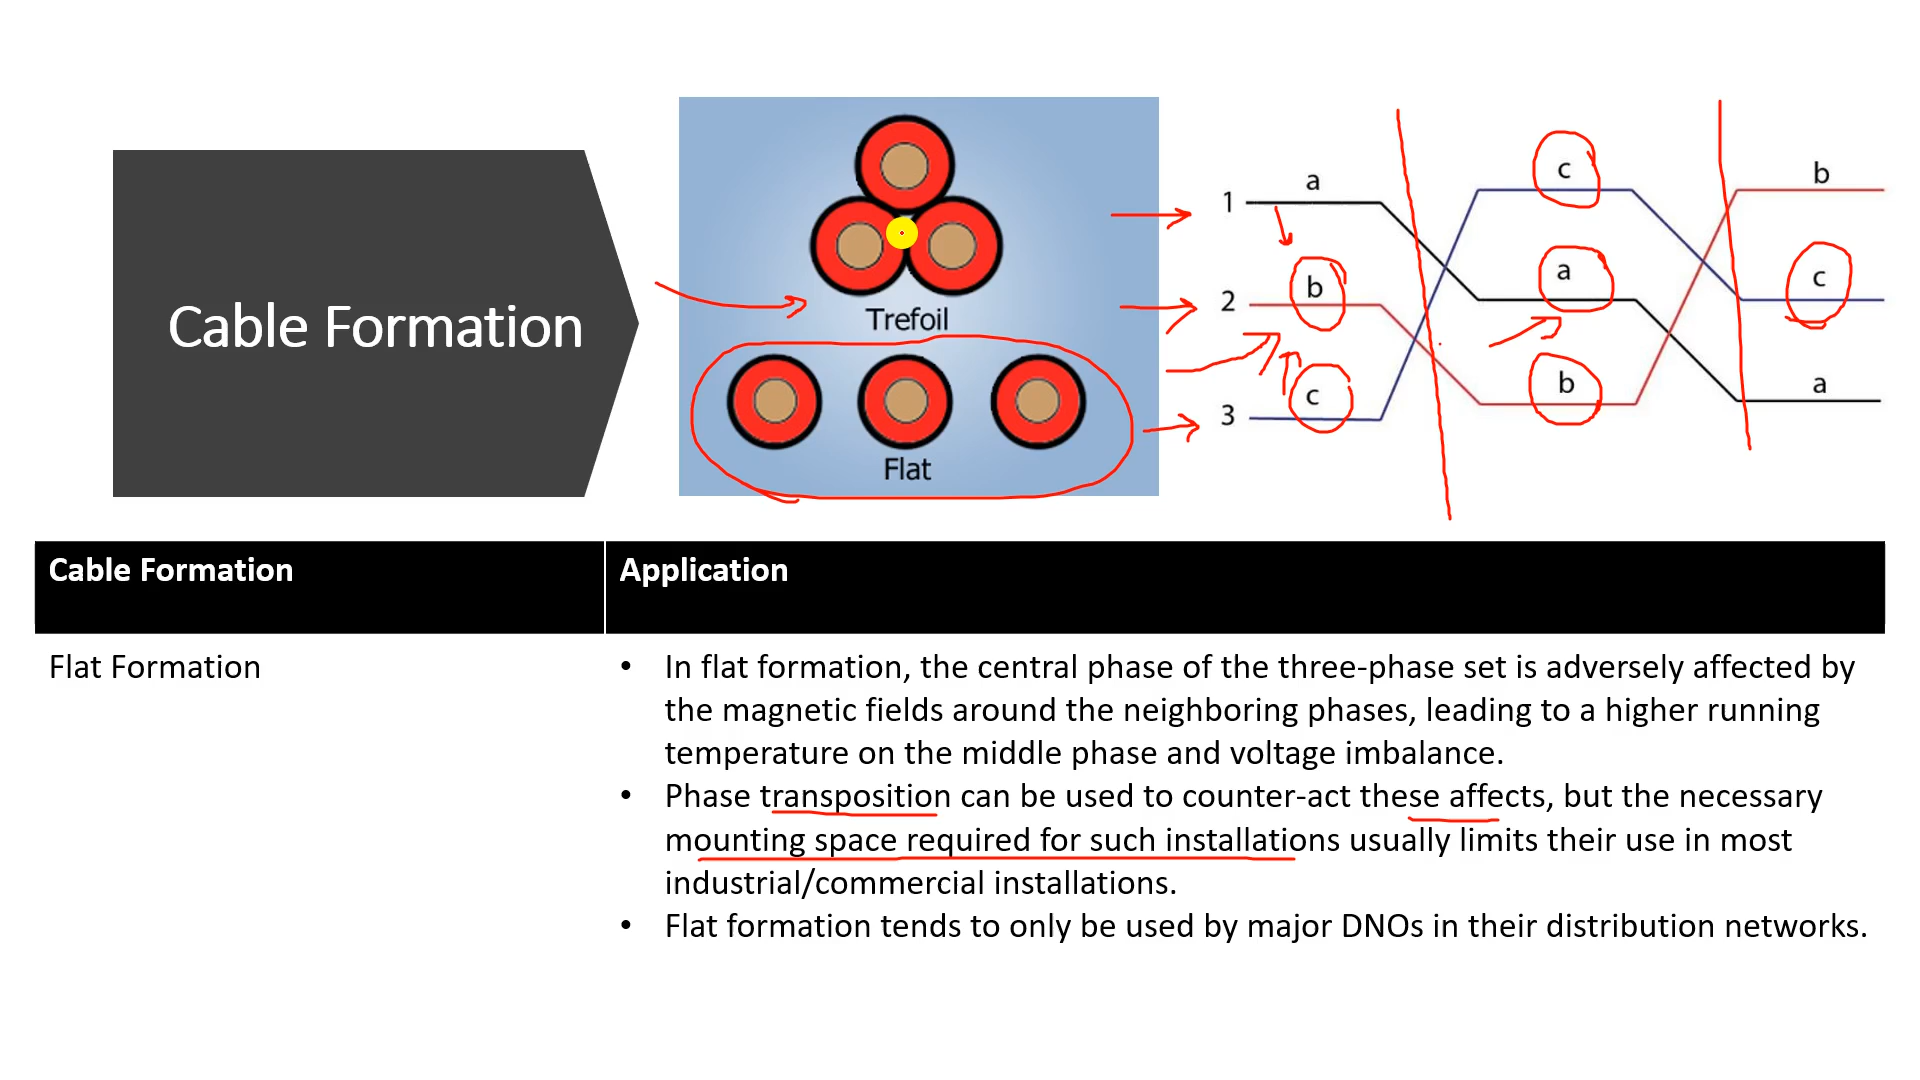 Cable Formation
Trefoil
Flat
1 a c b
2 b a c
3 c b a
Cable Formation Application
Flat Formation
• In flat formation, the central phase of the three-phase set is adversely affected by
the magnetic fields around the neighboring phases, leading to a higher running
temperature on the middle phase and voltage imbalance.
• Phase transposition can be used to counter-act these affects, but the necessary
mounting space required for such installations usually limits their use in most
industrial/commercial installations.
• Flat formation tends to only be used by major DNOs in their distribution networks.